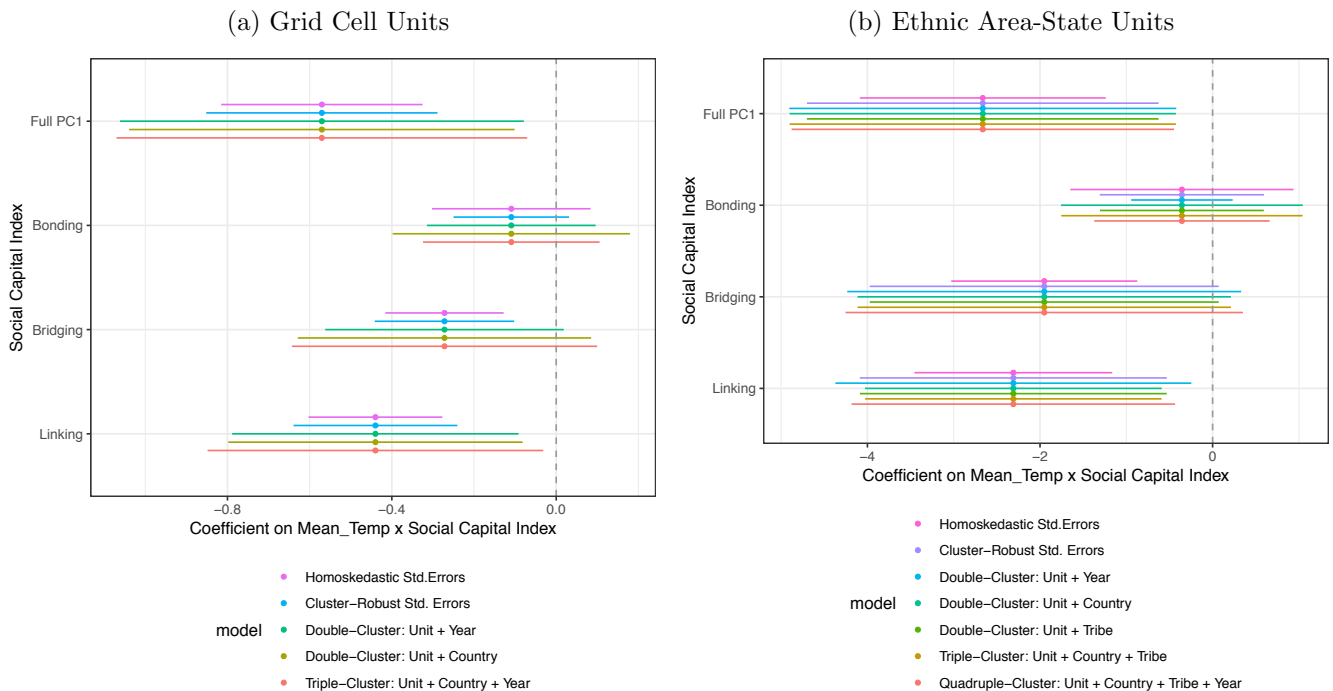 (a) Grid Cell Units
Full PC1
Bonding
Bridging
Linking
Social Capital Index
−0.8
−0.4
0.0
Coefficient on Mean_Temp x Social Capital Index
model
Homoskedastic Std.Errors
Cluster−Robust Std. Errors
Double−Cluster: Unit + Year
Double−Cluster: Unit + Country
Triple−Cluster: Unit + Country + Year
(b) Ethnic Area-State Units
Full PC1
Bonding
Bridging
Linking
Social Capital Index
−4
−2
0
Coefficient on Mean_Temp x Social Capital Index
model
Homoskedastic Std.Errors
Cluster−Robust Std. Errors
Double−Cluster: Unit + Year
Double−Cluster: Unit + Country
Double−Cluster: Unit + Tribe
Triple−Cluster: Unit + Country + Tribe
Quadruple−Cluster: Unit + Country + Tribe + Year